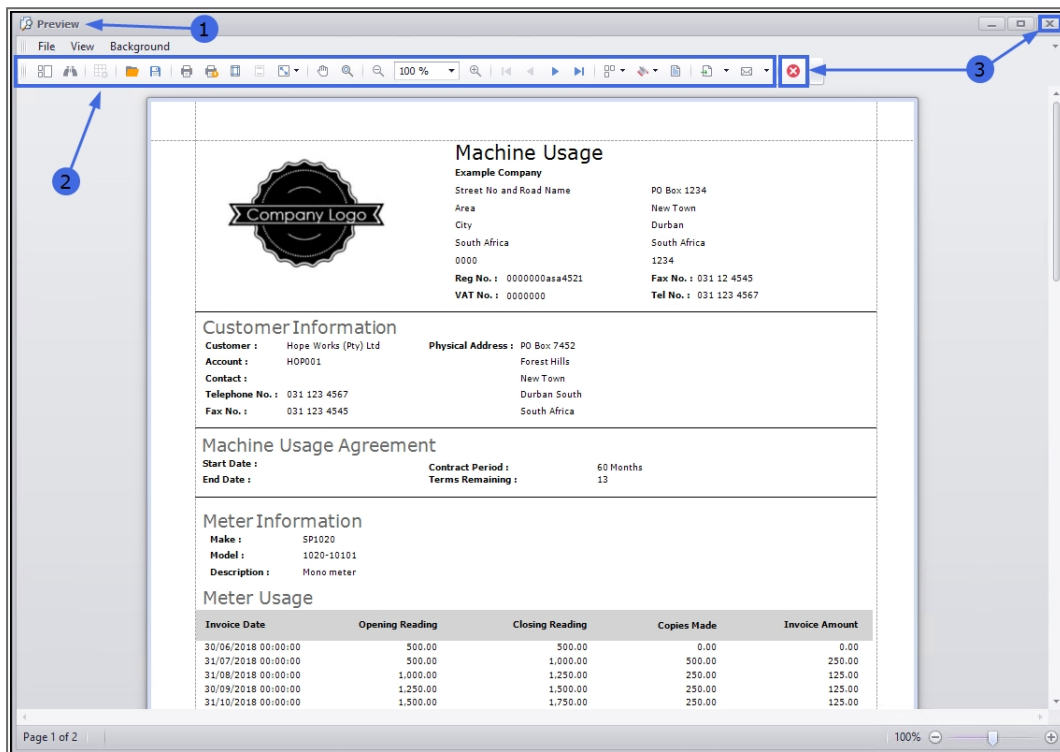 Preview
1
File View Background
100 %
3
2
Machine Usage
Example Company
Street No and Road Name PO Box 1234
Area New Town
City Durban
South Africa South Africa
0000 1234
Reg No. : 0000000asa4521 Fax No. : 031 12 4545
VAT No. : 0000000 Tel No. : 031 123 4567
Company Logo
Customer Information
Customer : Hope Works (Pty) Ltd Physical Address : PO Box 7452
Account : HOP001 Forest Hills
Contact : New Town
Telephone No. : 031 123 4567 Durban South
Fax No. : 031 123 4545 South Africa
Machine Usage Agreement
Start Date : Contract Period : 60 Months
End Date : Terms Remaining : 13
Meter Information
Make : SP1020
Model : 1020-10101
Description : Mono meter
Meter Usage
Invoice Date Opening Reading Closing Reading Copies Made Invoice Amount
30/06/2018 00:00:00 500.00 500.00 0.00 0.00
31/07/2018 00:00:00 500.00 1,000.00 500.00 250.00
31/08/2018 00:00:00 1,000.00 1,250.00 250.00 125.00
30/09/2018 00:00:00 1,250.00 1,500.00 250.00 125.00
31/10/2018 00:00:00 1,500.00 1,750.00 250.00 125.00
Page 1 of 2 100%